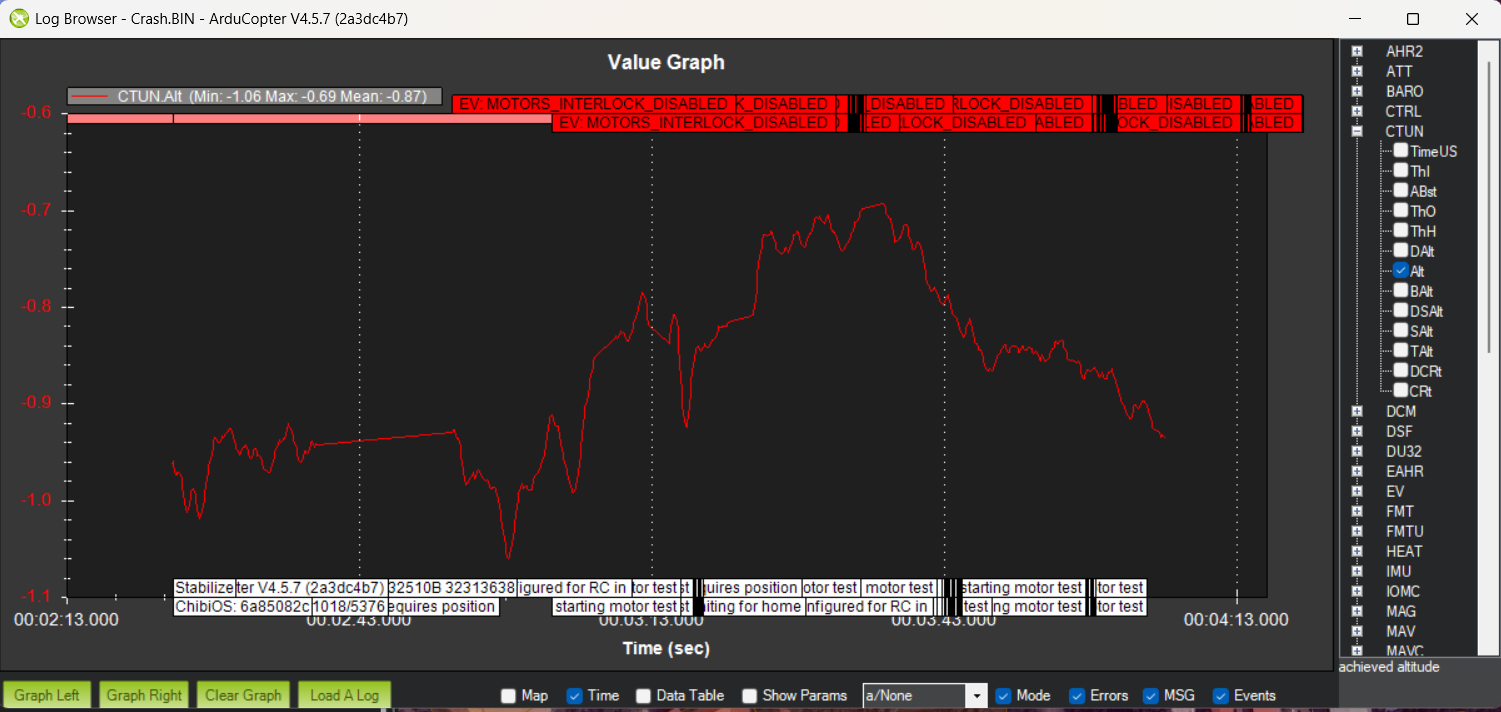 Log Browser - Crash.BIN - ArduCopter V4.5.7 (2a3dc4b7)
Value Graph
CTUN.Alt (Min: -1.06 Max: -0.69 Mean: -0.87)
EV: MOTORS_INTERLOCK_DISABLED K_DISABLED DISABLED RLOCK_DISABLED BLED ISABLED ABLED
EV: MOTORS_INTERLOCK_DISABLED LED LOCK_DISABLED ABLED OCK_DISABLED ABLED
-0.6
-0.7
-0.8
-0.9
-1.0
-1.1
Stabilize ter V4.5.7 (2a3dc4b7) 32510B 32313638 igured for RC in tor test st quires position otor test motor test starting motor test tor test
ChibiOS: 6a85082c 1018/5376 equires position starting motor test st iting for home nfigured for RC in test ng motor test tor test
00:02:13.000 00:02:43.000 00:03:13.000 00:03:43.000 00:04:13.000
Time (sec)
AHR2
ATT
BARO
CTRL
CTUN
TimeUS
ThI
ABst
ThO
ThH
DAlt
Alt
BAlt
DSAlt
SAlt
TAlt
DCRt
CRt
DCM
DSF
DU32
EAHR
EV
FMT
FMTU
HEAT
IMU
IOMC
MAG
MAV
MAVC
achieved altitude
Graph Left Graph Right Clear Graph Load A Log Map Time Data Table Show Params a/None Mode Errors MSG Events